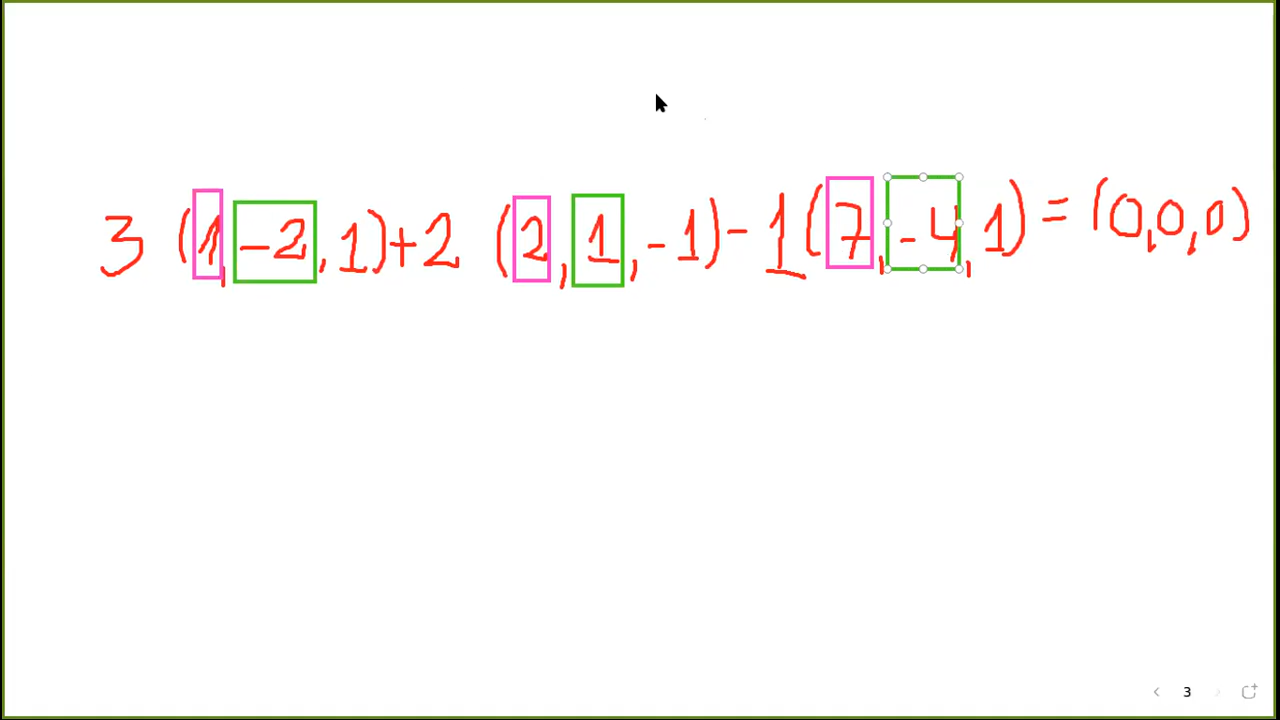 3 (1, -2, 1) + 2 (2, 1, -1) - 1 (7, -4, 1) = (0, 0, 0)
3